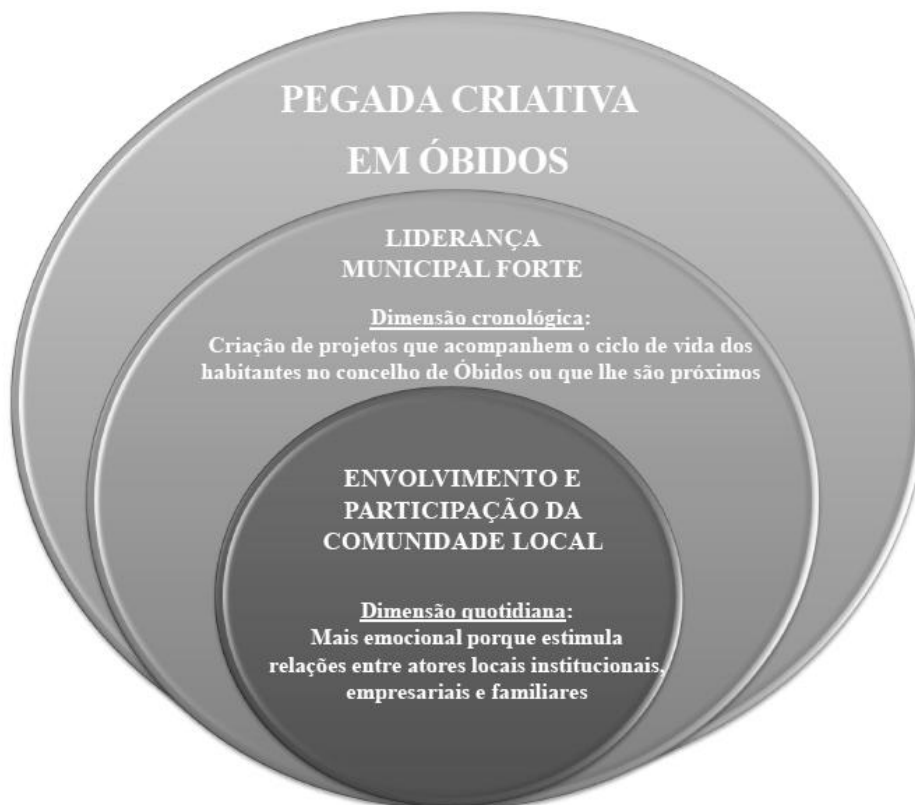 PEGADA CRIATIVA
EM ÓBIDOS
LIDERANÇA
MUNICIPAL FORTE
Dimensão cronológica:
Criação de projetos que acompanhem o ciclo de vida dos
habitantes no concelho de Óbidos ou que lhe são próximos
ENVOLVIMENTO E
PARTICIPAÇÃO DA
COMUNIDADE LOCAL
Dimensão quotidiana:
Mais emocional porque estimula
relações entre atores locais institucionais,
empresariais e familiares